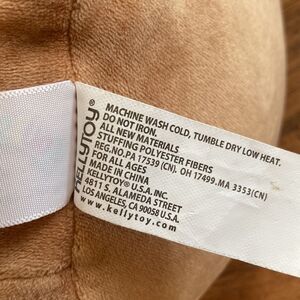 KELLYTOY®
MACHINE WASH COLD, TUMBLE DRY LOW HEAT.
DO NOT IRON.
ALL NEW MATERIALS
STUFFING POLYESTER FIBERS
REG.NO.PA 17539 (CN). OH 17499.MA 3353(CN)
FOR ALL AGES
MADE IN CHINA
KELLYTOY® U.S.A. INC.
4811 S. ALAMEDA STREET
LOS ANGELES, CA 90058 U.S.A.
www.kellytoy.com